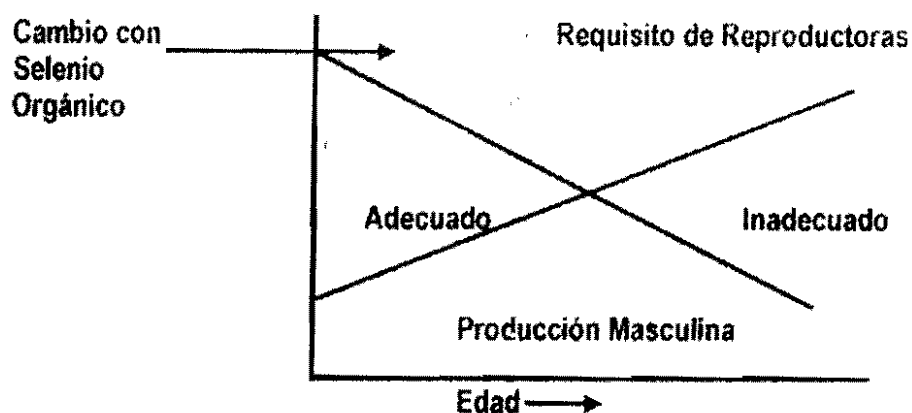 Cambio con
Selenio
Orgánico
Requisito de Reproductoras
Adecuado
Inadecuado
Producción Masculina
Edad